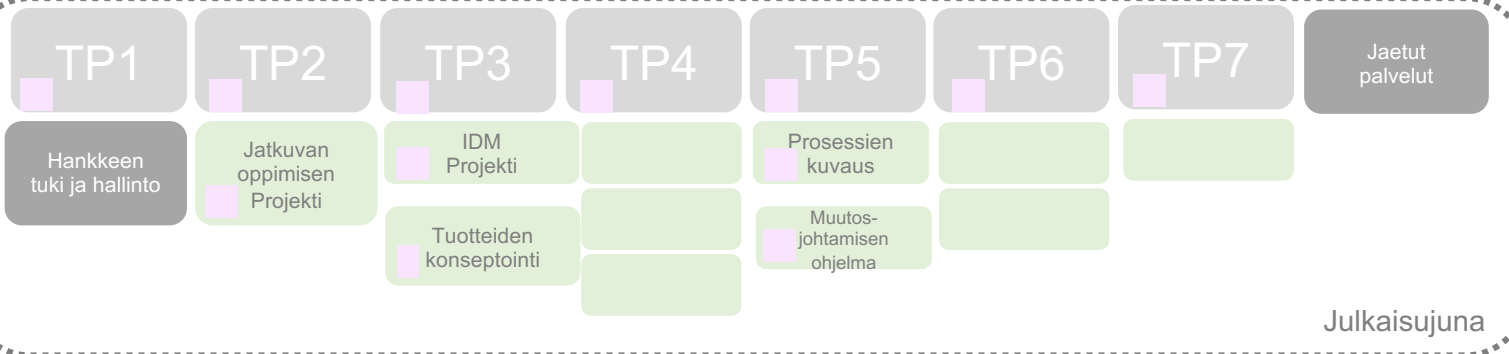 TP1
TP2
TP3
TP4
TP5
TP6
TP7
Jaetut
palvelut
Hankkeen
tuki ja hallinto
Jatkuvan
oppimisen
Projekti
IDM
Projekti
Tuotteiden
konseptointi
Prosessien
kuvaus
Muutos-
johtamisen
ohjelma
Julkaisujuna